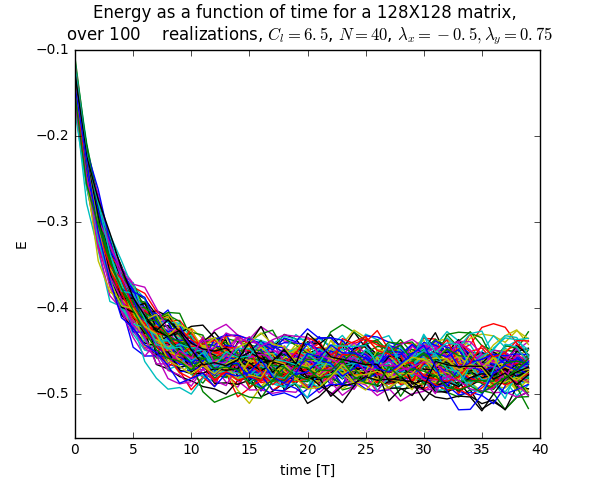 Energy as a function of time for a 128X128 matrix,
over 100 realizations, $C_l = 6.5$, $N = 40$, $\lambda_x = -0.5, \lambda_y = 0.75$
−0.1
−0.2
−0.3
−0.4
−0.5
E
0 5 10 15 20 25 30 35 40
time [T]